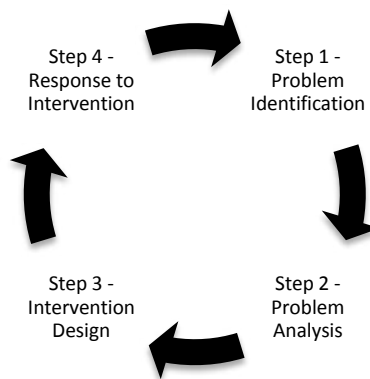 Step 1 -
Problem
Identification
Step 2 -
Problem
Analysis
Step 3 -
Intervention
Design
Step 4 -
Response to
Intervention